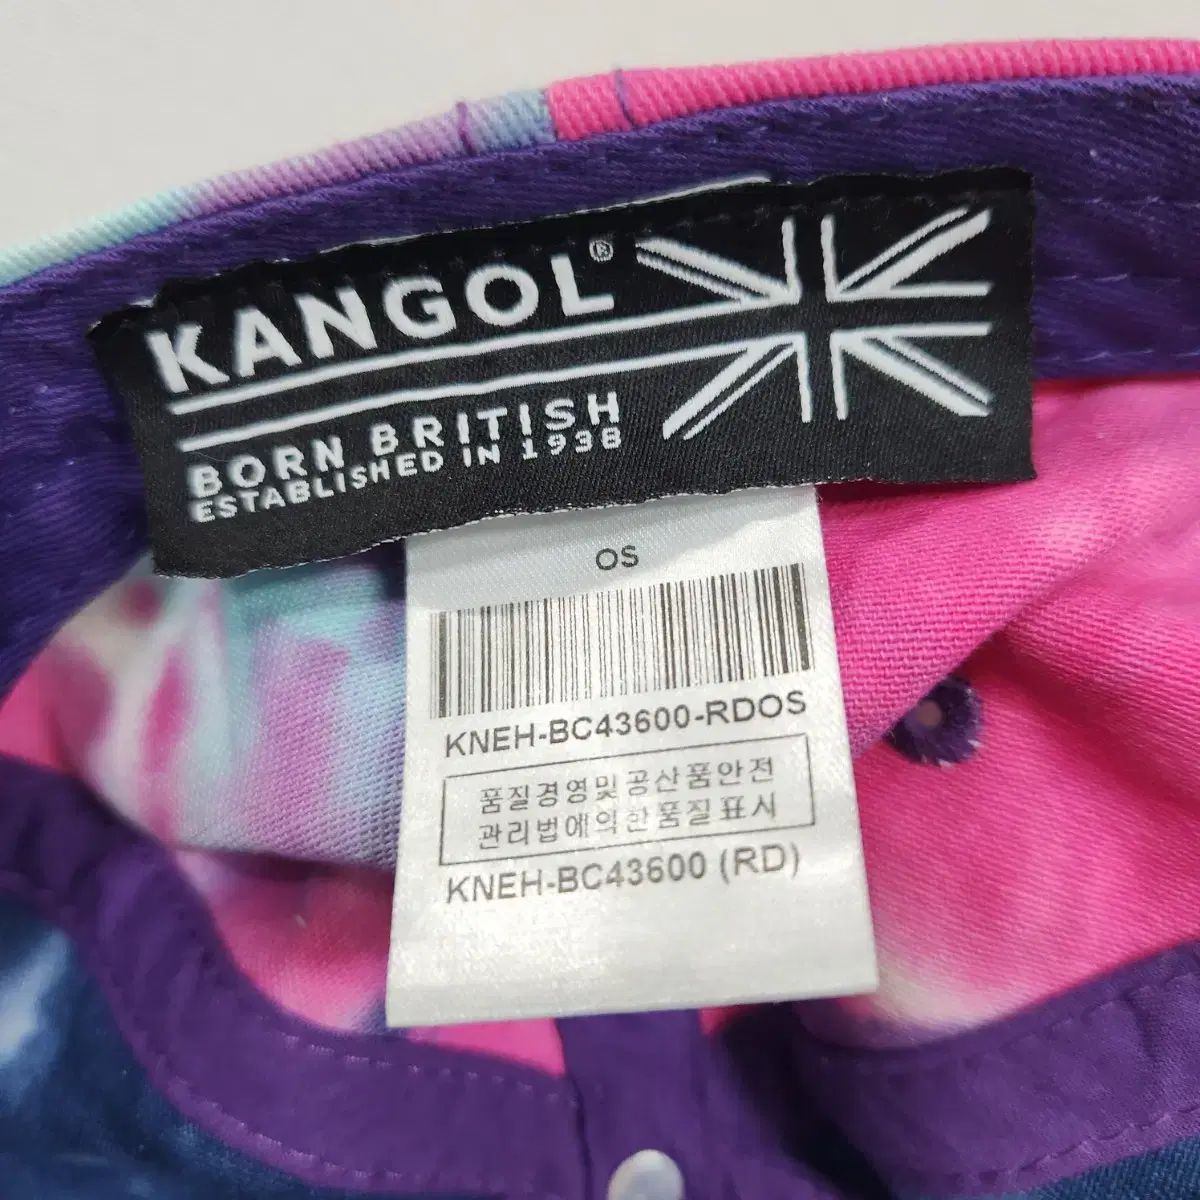 KANGOL®
BORN BRITISH
ESTABLISHED IN 1938
OS
KNEH-BC43600-RDOS
품질경영및공산품안전
관리법에의한품질표시
KNEH-BC43600 (RD)